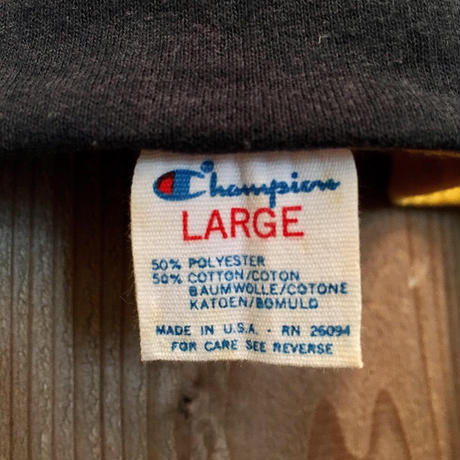 Champion
LARGE
50% POLYESTER
50% COTTON/COTON
BAUMWOLLE/COTONE
KATOEN/BOMULD
MADE IN U.S.A. - RN 26094
FOR CARE SEE REVERSE